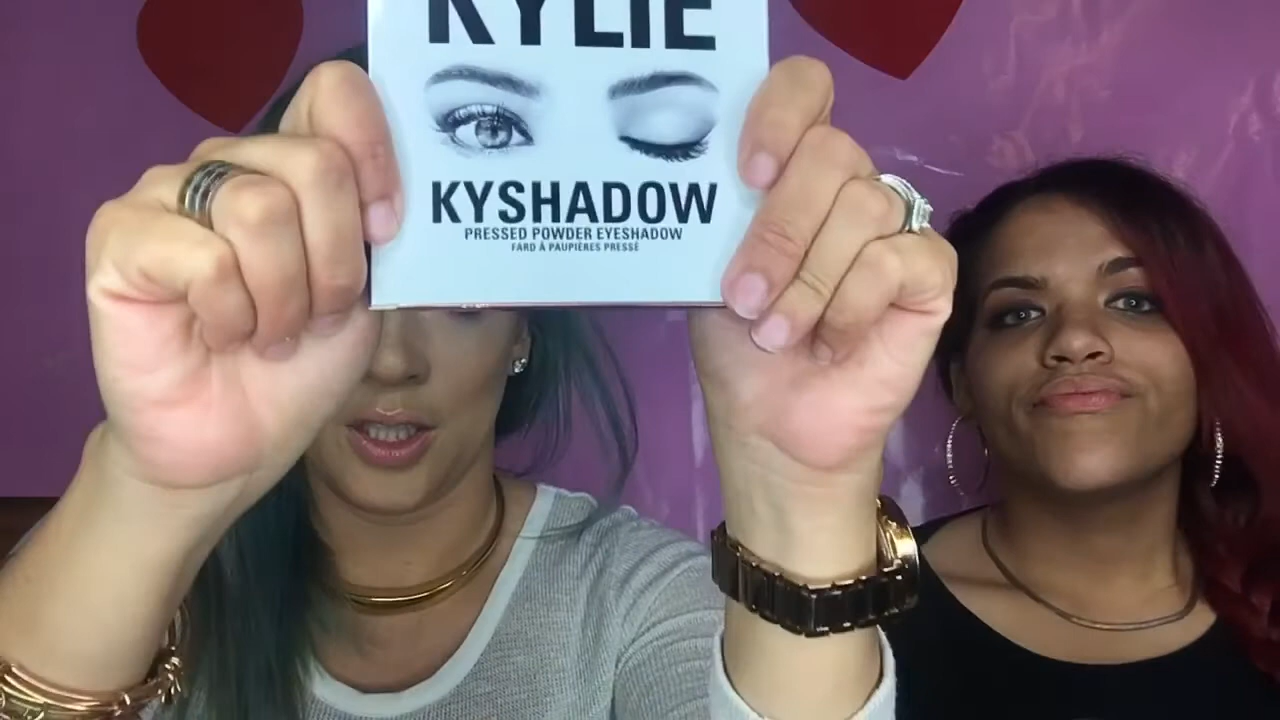 KYLIE
KYSHADOW
PRESSED POWDER EYESHADOW
FARD À PAUPIÈRES PRESSÉ